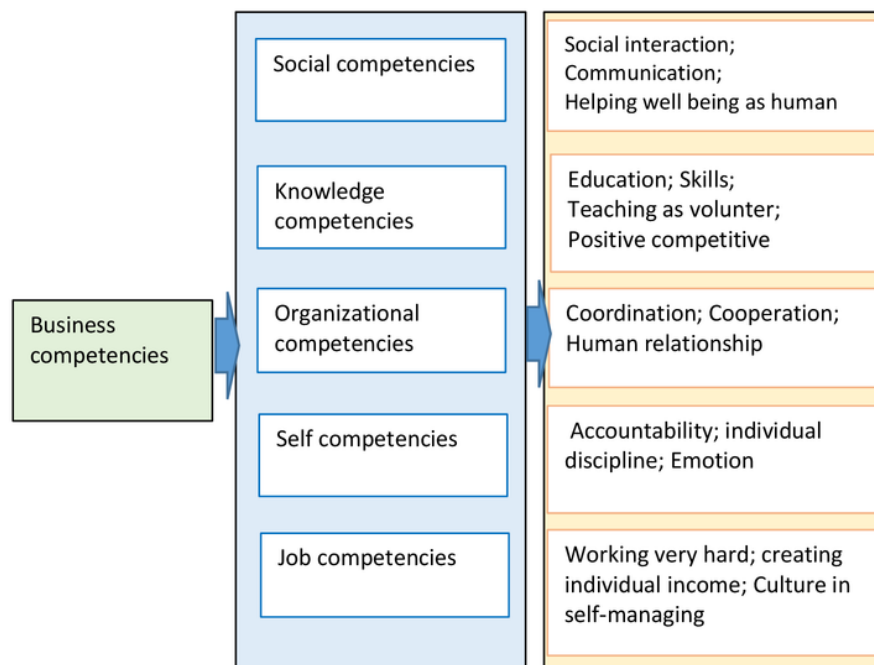 Business
competencies
Social competencies
Knowledge
competencies
Organizational
competencies
Self competencies
Job competencies
Social interaction;
Communication;
Helping well being as human
Education; Skills;
Teaching as volunter;
Positive competitive
Coordination; Cooperation;
Human relationship
Accountability; individual
discipline; Emotion
Working very hard; creating
individual income; Culture in
self-managing